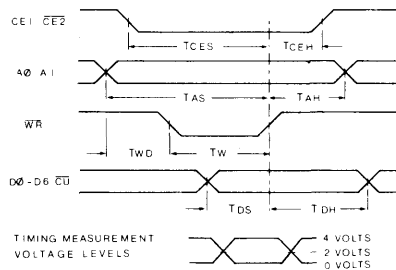 CE1 CE2
TCES
TCEH
AØ A1
TAS
TAH
WR
TWD
TW
DØ-D6 CU
TDS
TDH
TIMING MEASUREMENT
VOLTAGE LEVELS
4 VOLTS
2 VOLTS
0 VOLTS